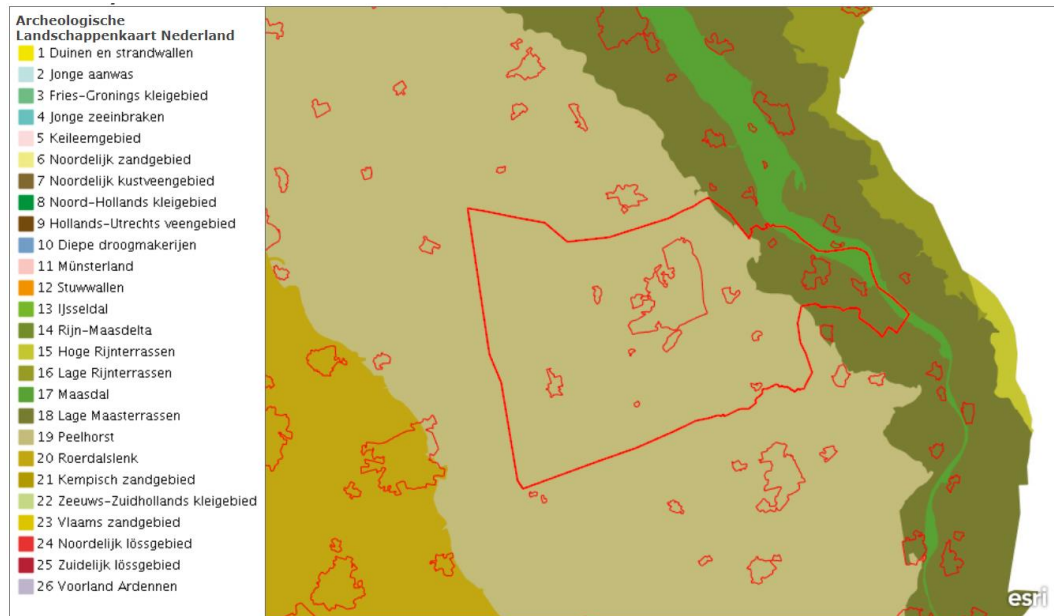 Archeologische
Landschappenkaart Nederland
1 Duinen en strandwallen
2 Jonge aanwas
3 Fries-Gronings kleigebied
4 Jonge zeeinbraken
5 Keileemgebied
6 Noordelijk zandgebied
7 Noordelijk kustveengebied
8 Noord-Hollands kleigebied
9 Hollands-Utrechts veengebied
10 Diepe droogmakerijen
11 Münsterland
12 Stuwwallen
13 IJsseldal
14 Rijn-Maasdelta
15 Hoge Rijnterrassen
16 Lage Rijnterrassen
17 Maasdal
18 Lage Maasterrassen
19 Peelhorst
20 Roerdalslenk
21 Kempisch zandgebied
22 Zeeuws-Zuidhollands kleigebied
23 Vlaams zandgebied
24 Noordelijk lössgebied
25 Zuidelijk lössgebied
26 Voorland Ardennen
esri